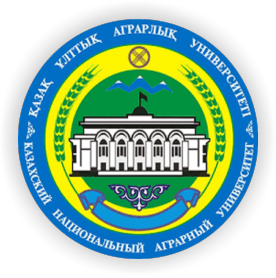 ҚАЗАҚ ҰЛТТЫҚ АГРАРЛЫҚ УНИВЕРСИТЕТІ
КАЗАХСКИЙ НАЦИОНАЛЬНЫЙ АГРАРНЫЙ УНИВЕРСИТЕТ